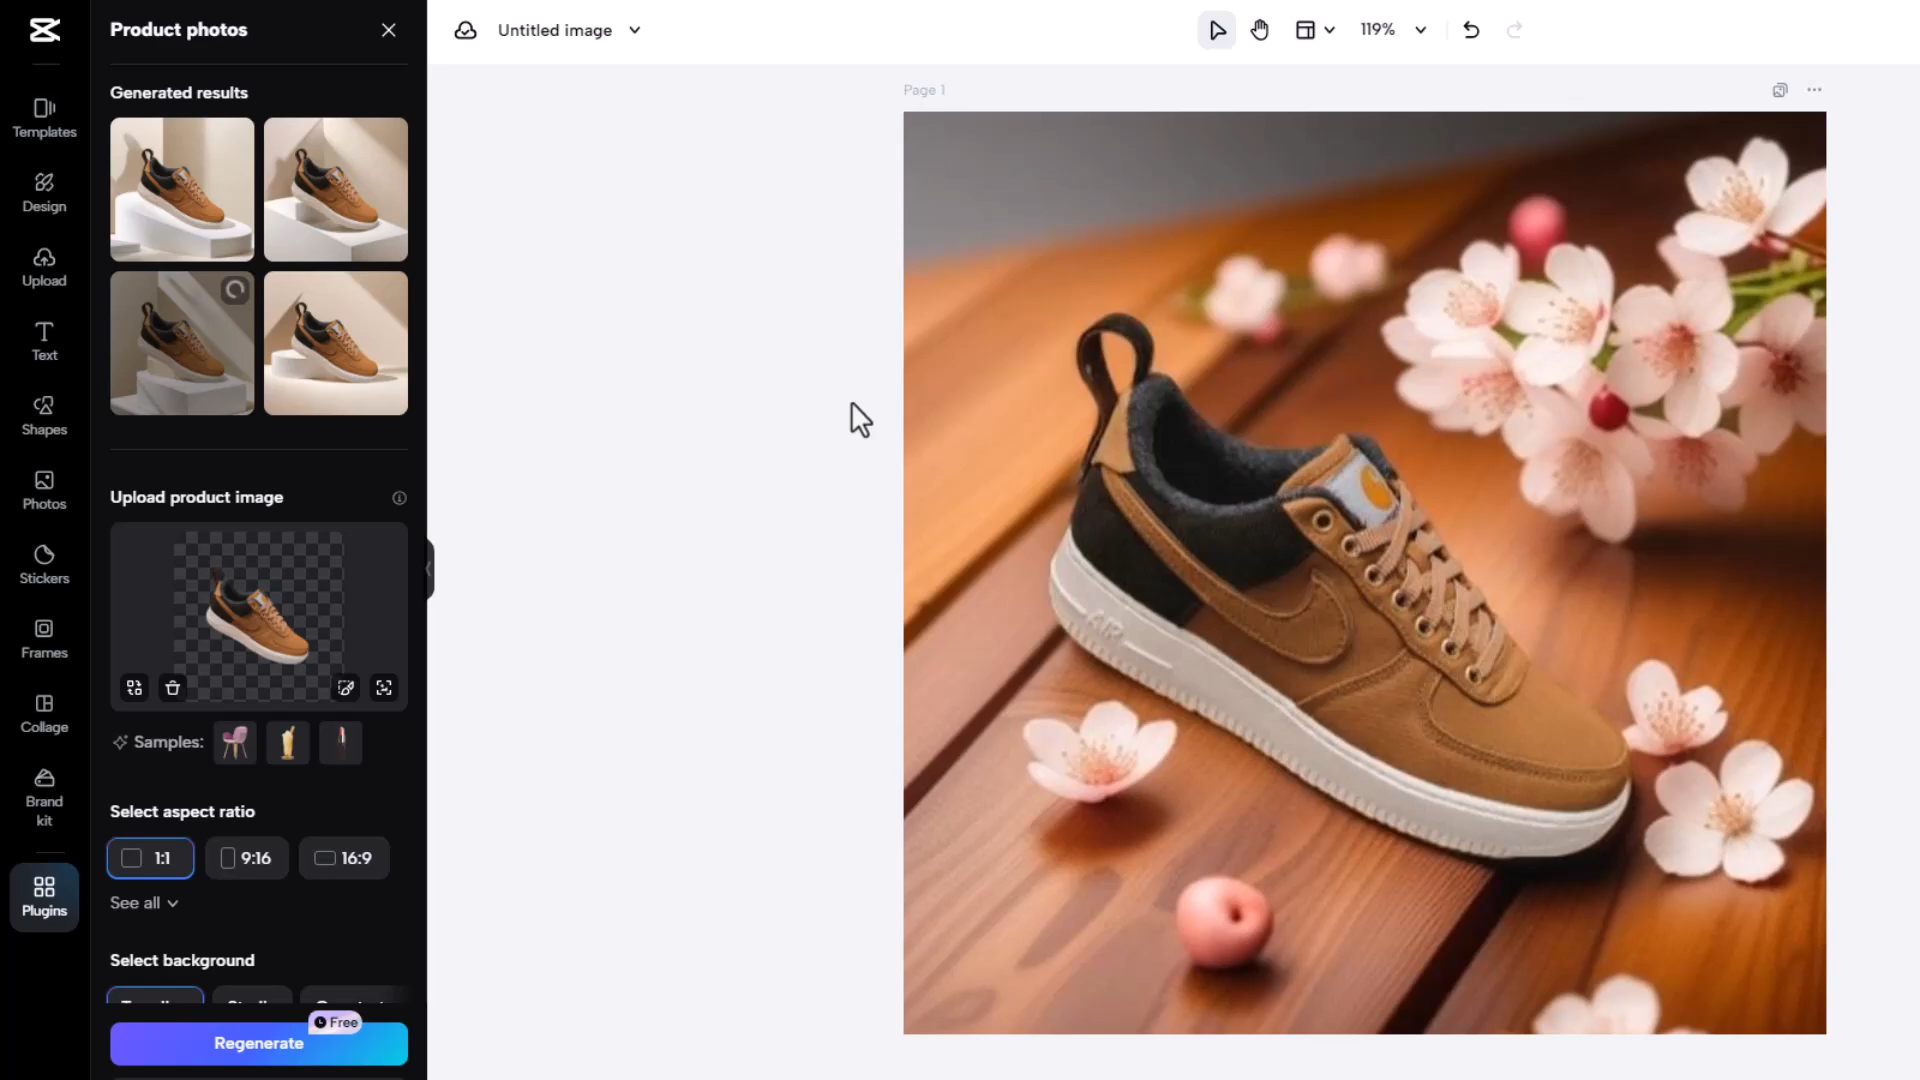 Product photos
Untitled image
119%
Templates
Design
Upload
Text
Shapes
Photos
Stickers
Frames
Collage
Brand
kit
Plugins
Generated results
Upload product image
Samples:
Select aspect ratio
1:1
9:16
16:9
See all
Select background
Free
Regenerate
Page 1
AIR